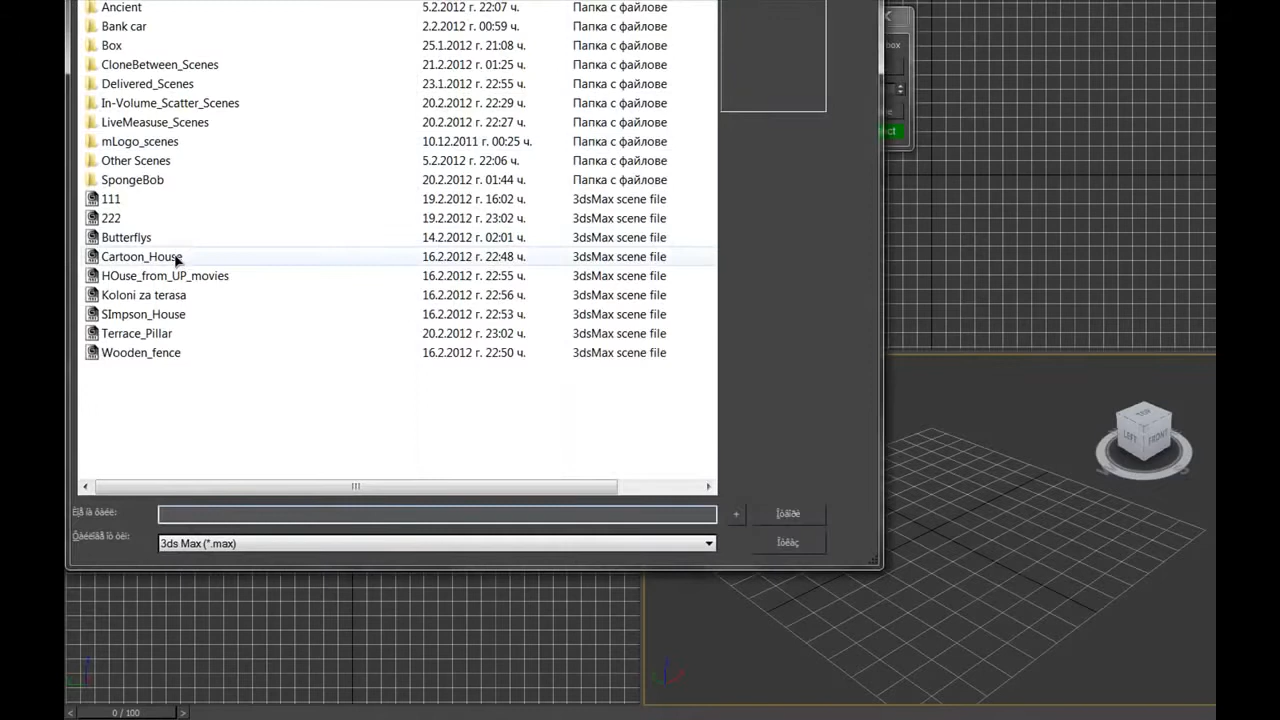 Ancient 5.2.2012 г. 22:07 ч. Папка с файлове
Bank car 2.2.2012 г. 00:59 ч. Папка с файлове
box
Box 25.1.2012 г. 21:08 ч. Папка с файлове
CloneBetween_Scenes 21.2.2012 г. 01:25 ч. Папка с файлове
Delivered_Scenes 23.1.2012 г. 22:55 ч. Папка с файлове
In-Volume_Scatter_Scenes 20.2.2012 г. 22:29 ч. Папка с файлове
LiveMeasuse_Scenes 20.2.2012 г. 22:27 ч. Папка с файлове
mLogo_scenes 10.12.2011 г. 00:25 ч. Папка с файлове
Other Scenes 5.2.2012 г. 22:06 ч. Папка с файлове
SpongeBob 20.2.2012 г. 01:44 ч. Папка с файлове
111 19.2.2012 г. 16:02 ч. 3dsMax scene file
222 19.2.2012 г. 23:02 ч. 3dsMax scene file
Butterflys 14.2.2012 г. 02:01 ч. 3dsMax scene file
Cartoon_House 16.2.2012 г. 22:48 ч. 3dsMax scene file
HOuse_from_UP_movies 16.2.2012 г. 22:55 ч. 3dsMax scene file
Koloni za terasa 16.2.2012 г. 22:56 ч. 3dsMax scene file
SImpson_House 16.2.2012 г. 22:53 ч. 3dsMax scene file
Terrace_Pillar 20.2.2012 г. 23:02 ч. 3dsMax scene file
Wooden_fence 16.2.2012 г. 22:50 ч. 3dsMax scene file
LEFT FRONT
+
3ds Max (*.max)
< 0 / 100 >